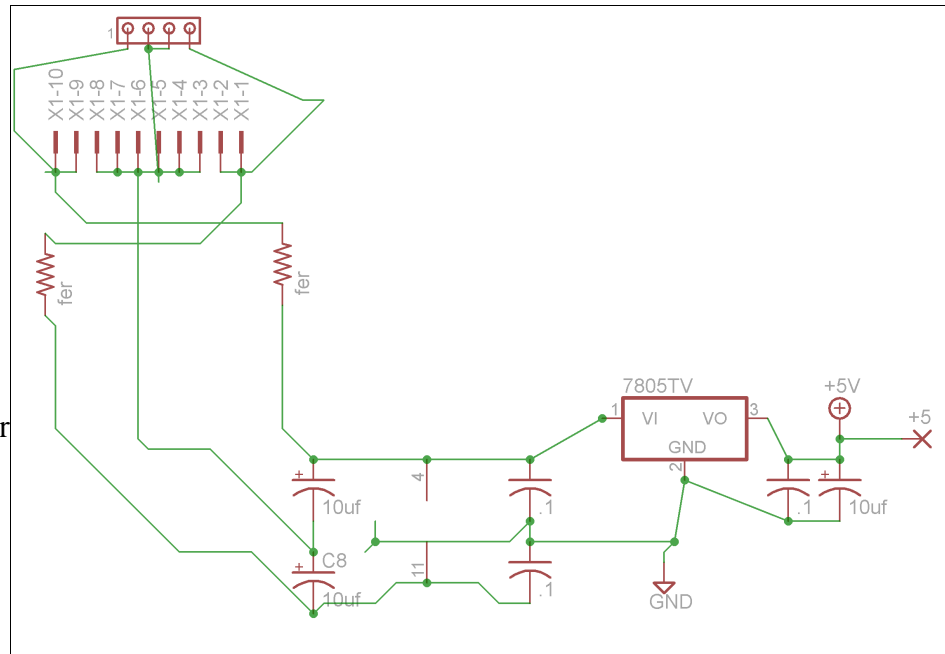 1
X1-10 X1-9 X1-8 X1-7 X1-6 X1-5 X1-4 X1-3 X1-2 X1-1
fer
fer
r
7805TV
+5V
+5
1 VI VO 3
GND
2
4
+ 10uf
.1
.1
+ 10uf
C8
+ 10uf
11
.1
GND